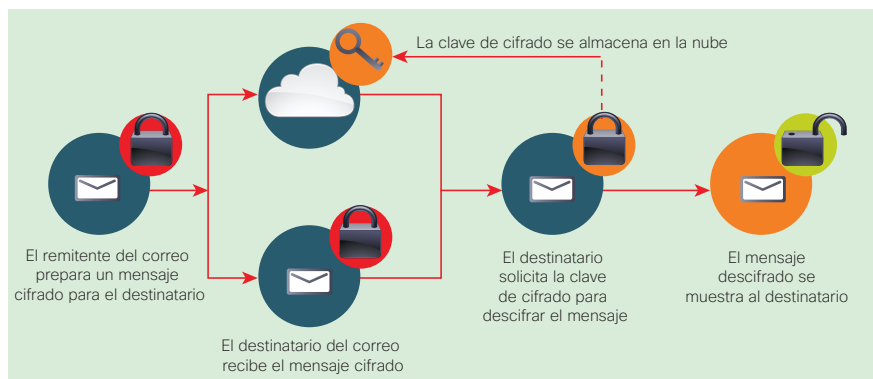 La clave de cifrado se almacena en la nube
El remitente del correo
prepara un mensaje
cifrado para el destinatario
El destinatario del correo
recibe el mensaje cifrado
El destinatario
solicita la clave
de cifrado para
descifrar el mensaje
El mensaje
descifrado se
muestra al destinatario